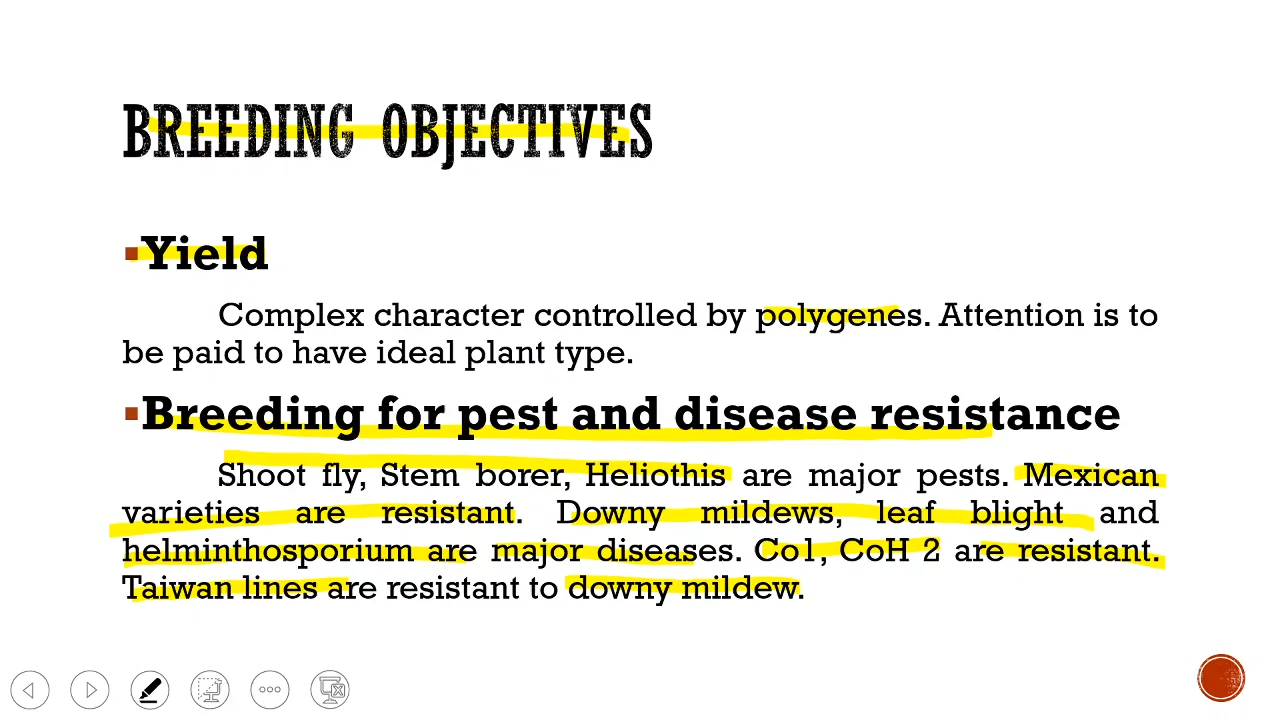 BREEDING OBJECTIVES
▪Yield
Complex character controlled by polygenes. Attention is to
be paid to have ideal plant type.
▪Breeding for pest and disease resistance
Shoot fly, Stem borer, Heliothis are major pests. Mexican
varieties are resistant. Downy mildews, leaf blight and
helminthosporium are major diseases. Co1, CoH 2 are resistant.
Taiwan lines are resistant to downy mildew.